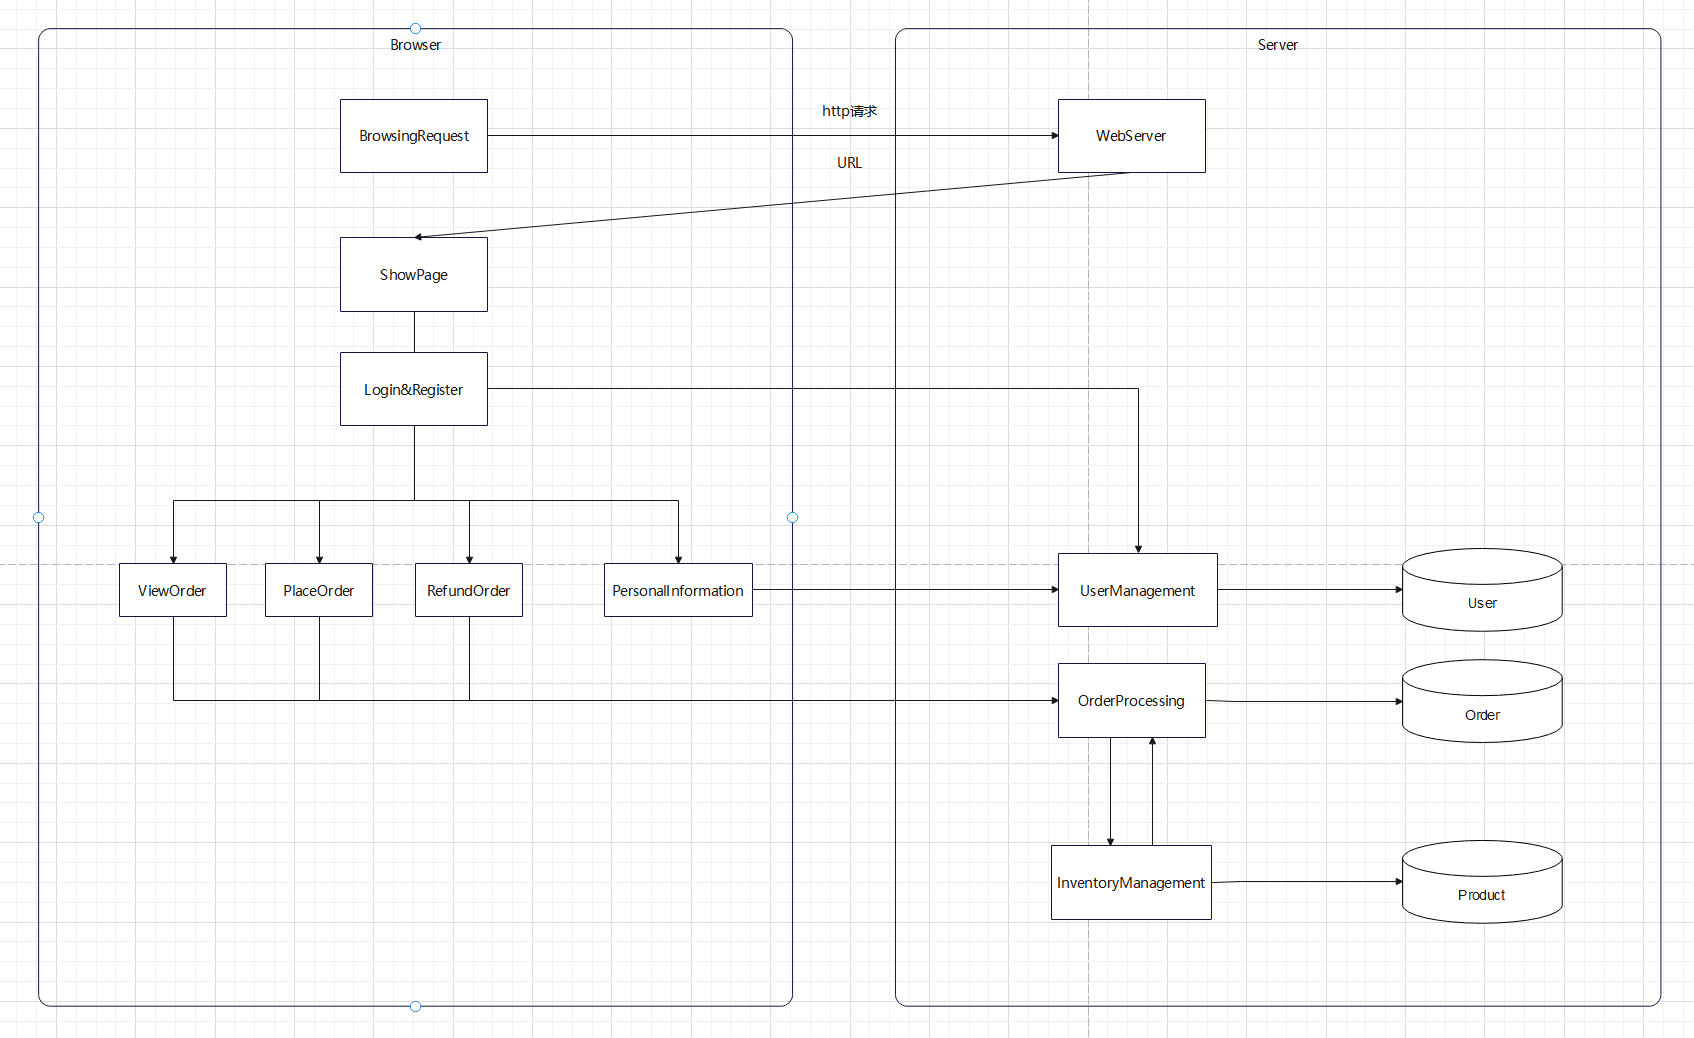 Browser
Server
BrowsingRequest
http请求
WebServer
URL
ShowPage
Login&Register
ViewOrder
PlaceOrder
RefundOrder
PersonalInformation
UserManagement
User
OrderProcessing
Order
InventoryManagement
Product